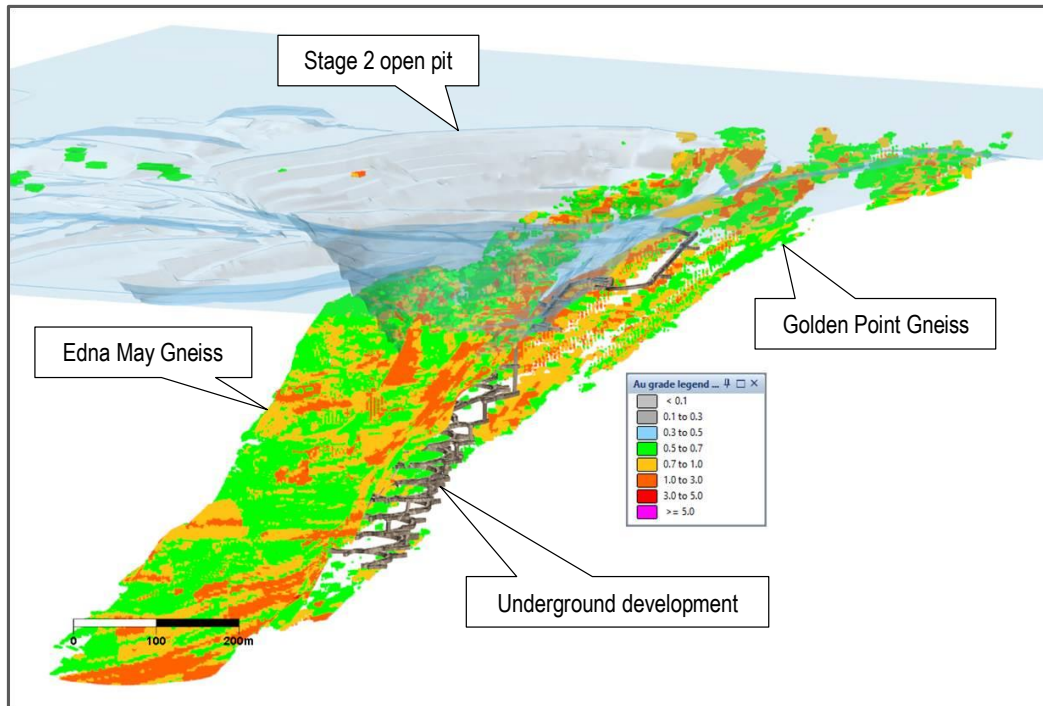 Stage 2 open pit
Golden Point Gneiss
Edna May Gneiss
Au grade legend ...
< 0.1
0.1 to 0.3
0.3 to 0.5
0.5 to 0.7
0.7 to 1.0
1.0 to 3.0
3.0 to 5.0
>= 5.0
Underground development
0 100 200m